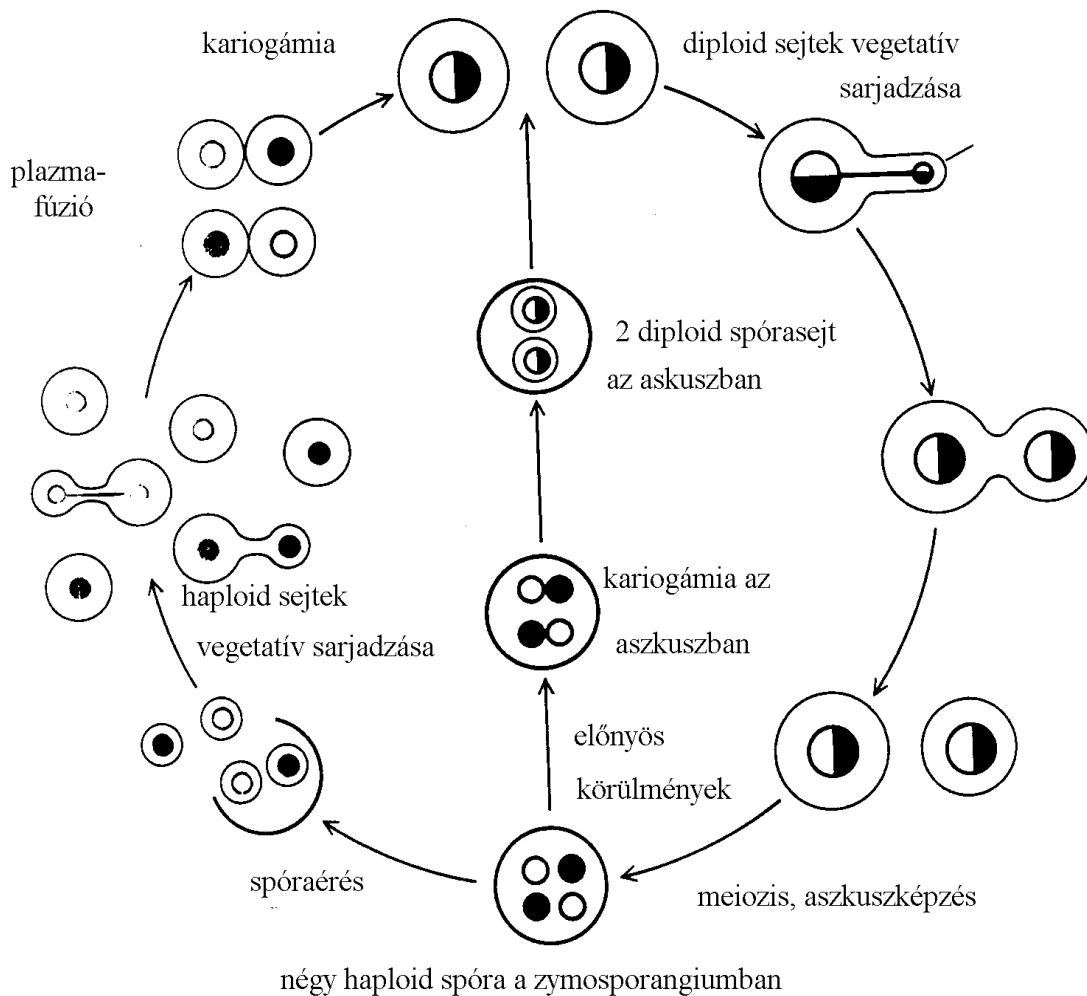 kariogámia
diploid sejtek vegetatív
sarjadzása
plazma-
fúzió
2 diploid spórasejt
az askuszban
kariogámia az
aszkuszban
haploid sejtek
vegetatív sarjadzása
előnyös
körülmények
spóraérés
meiozis, aszkuszképzés
négy haploid spóra a zymosporangiumban